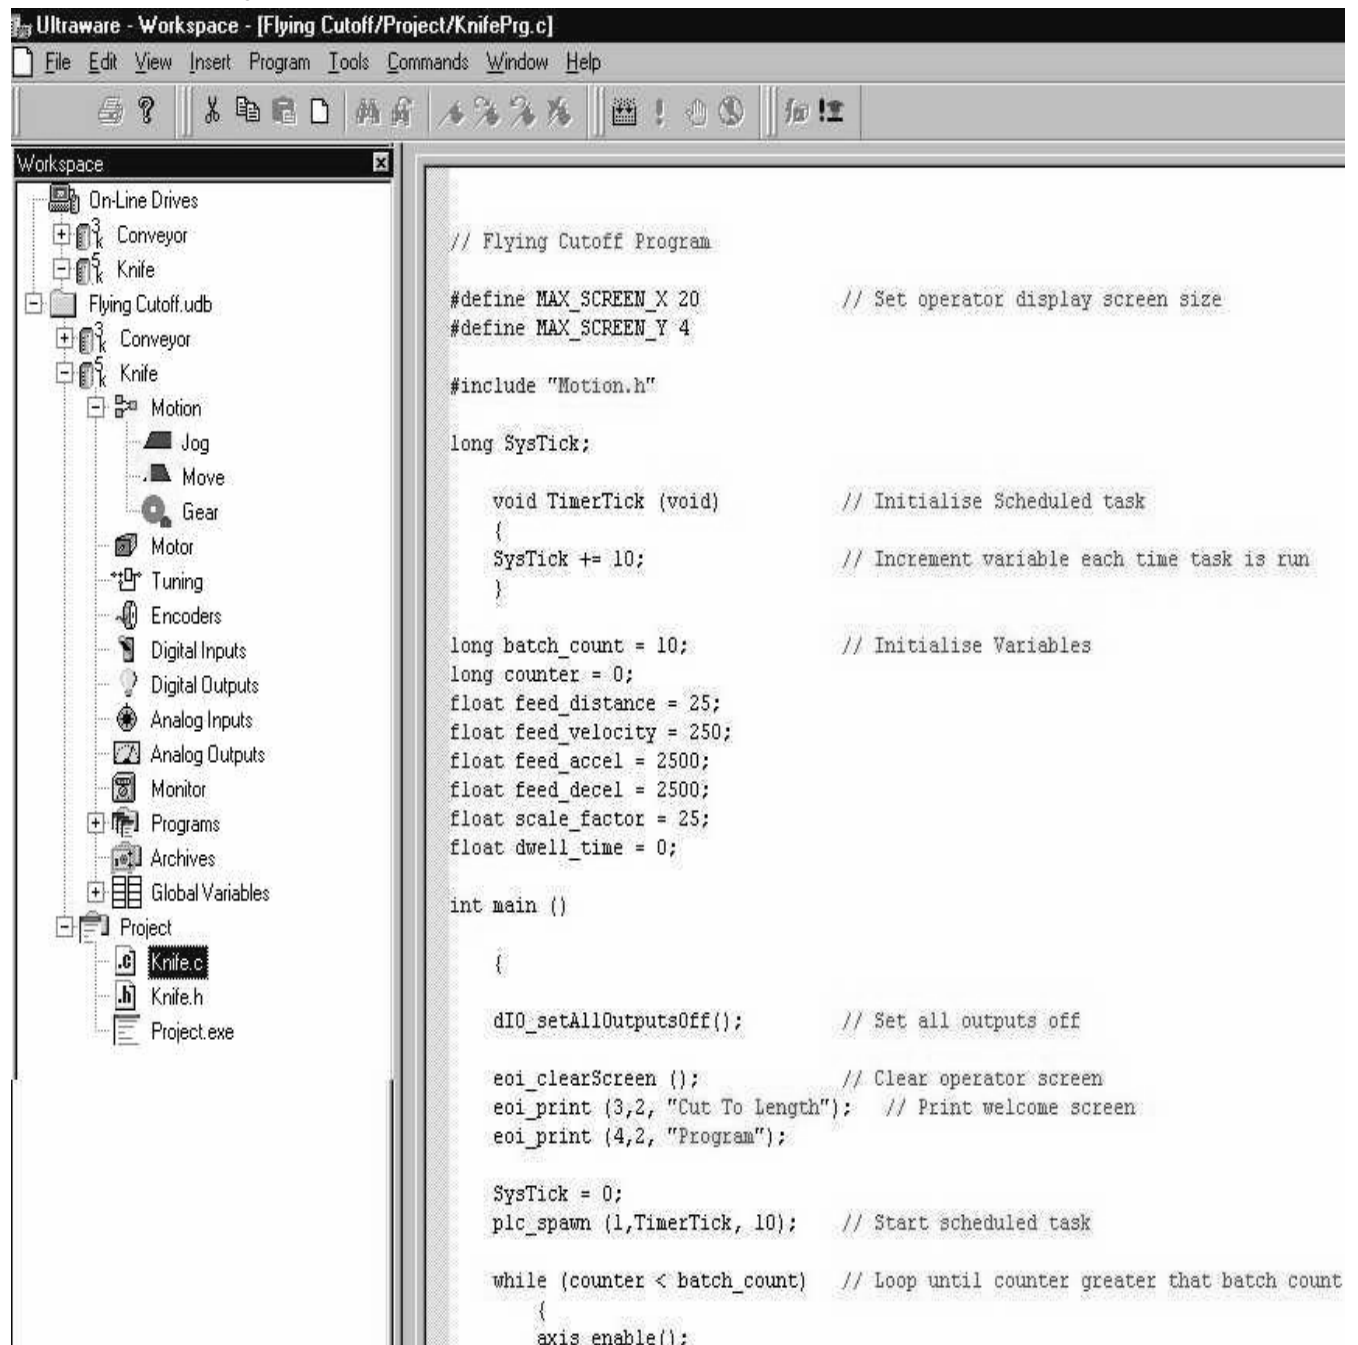 Ultraware - Workspace - [Flying Cutoff/Project/KnifePrg.c]
File Edit View Insert Program Tools Commands Window Help
Workspace
On-Line Drives
3k Conveyor
5k Knife
Flying Cutoff.udb
3k Conveyor
5k Knife
Motion
Jog
Move
Gear
Motor
Tuning
Encoders
Digital Inputs
Digital Outputs
Analog Inputs
Analog Outputs
Monitor
Programs
Archives
Global Variables
Project
.c Knife.c
.h Knife.h
Project.exe
// Flying Cutoff Program
#define MAX_SCREEN_X 20 // Set operator display screen size
#define MAX_SCREEN_Y 4
#include "Motion.h"
long SysTick;
void TimerTick (void) // Initialise Scheduled task
{
SysTick += 10; // Increment variable each time task is run
}
long batch_count = 10; // Initialise Variables
long counter = 0;
float feed_distance = 25;
float feed_velocity = 250;
float feed_accel = 2500;
float feed_decel = 2500;
float scale_factor = 25;
float dwell_time = 0;
int main ()
{
dIO_setAllOutputsOff(); // Set all outputs off
eoi_clearScreen (); // Clear operator screen
eoi_print (3,2, "Cut To Length"); // Print welcome screen
eoi_print (4,2, "Program");
SysTick = 0;
plc_spawn (1,TimerTick, 10); // Start scheduled task
while (counter < batch_count) // Loop until counter greater that batch count
{
axis_enable();